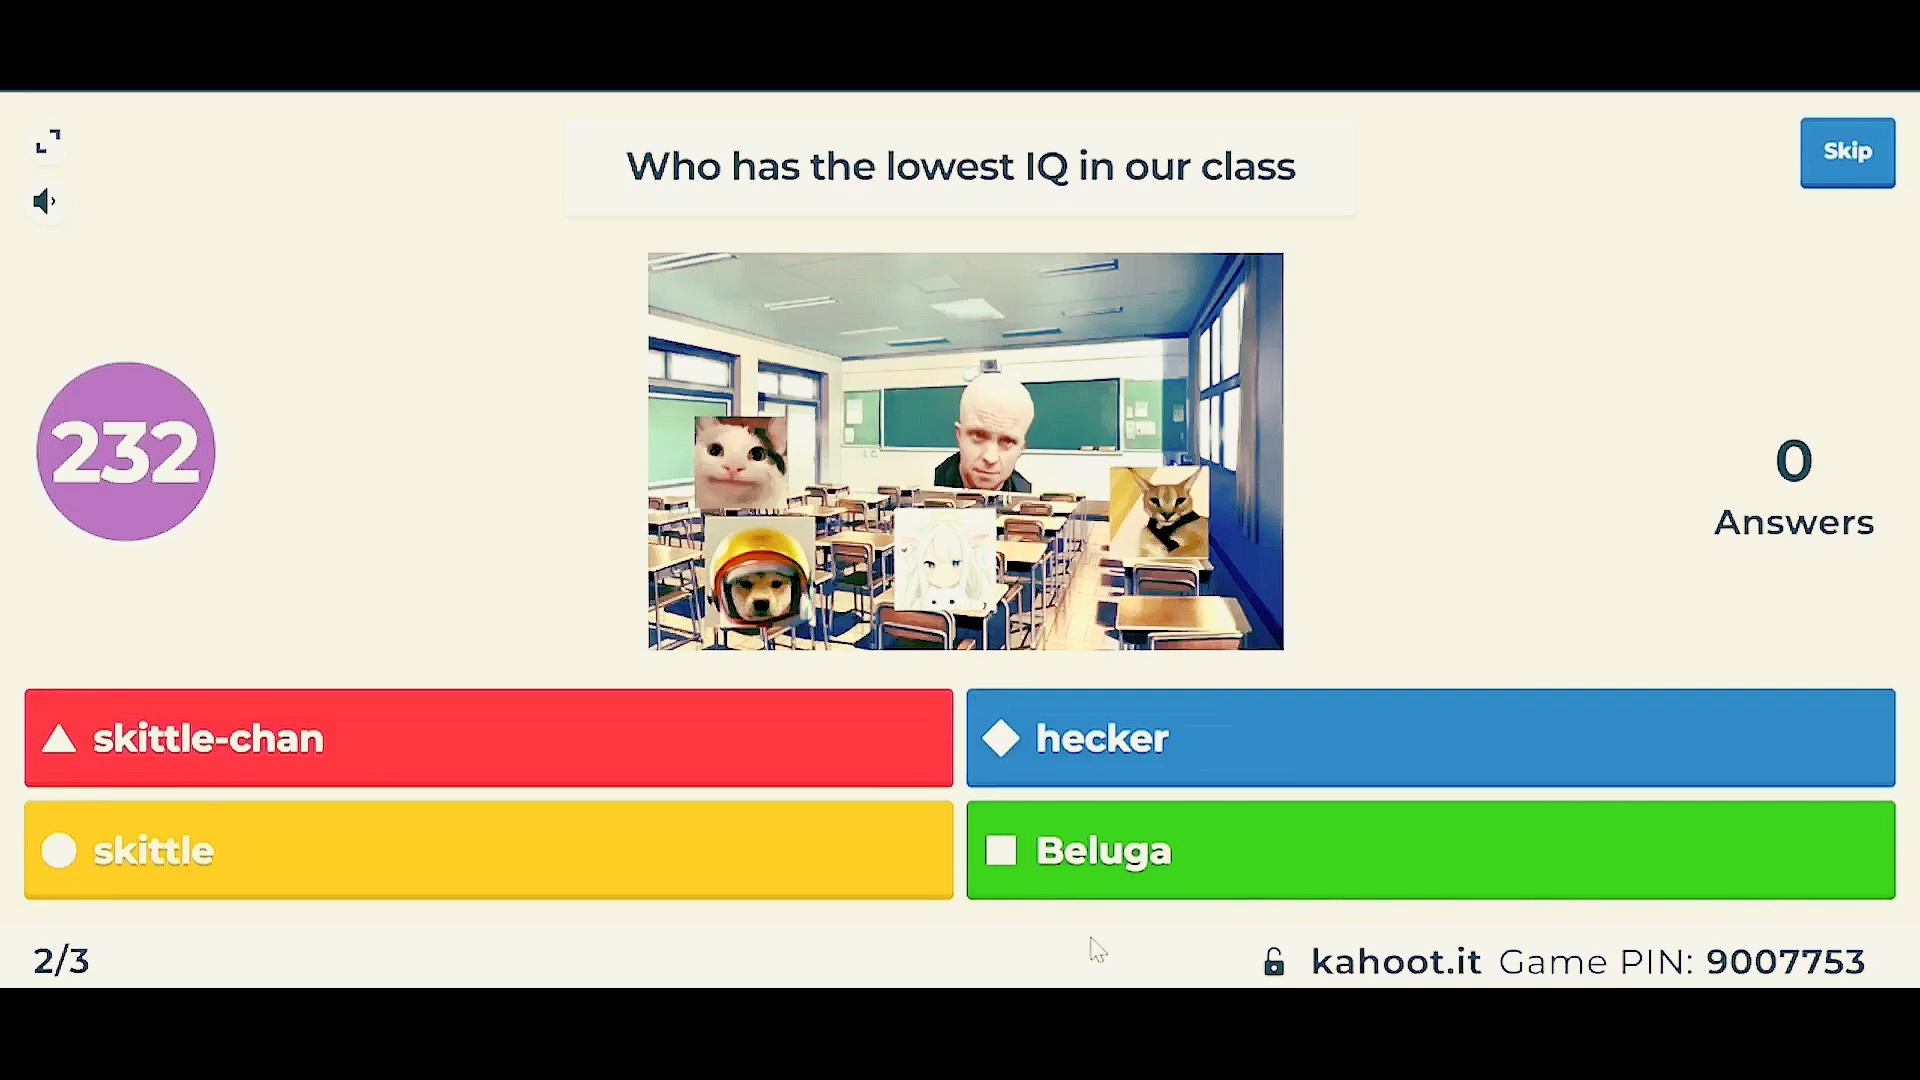 Who has the lowest IQ in our class
Skip
232
0
Answers
skittle-chan
hecker
skittle
Beluga
2/3
kahoot.it Game PIN: 9007753